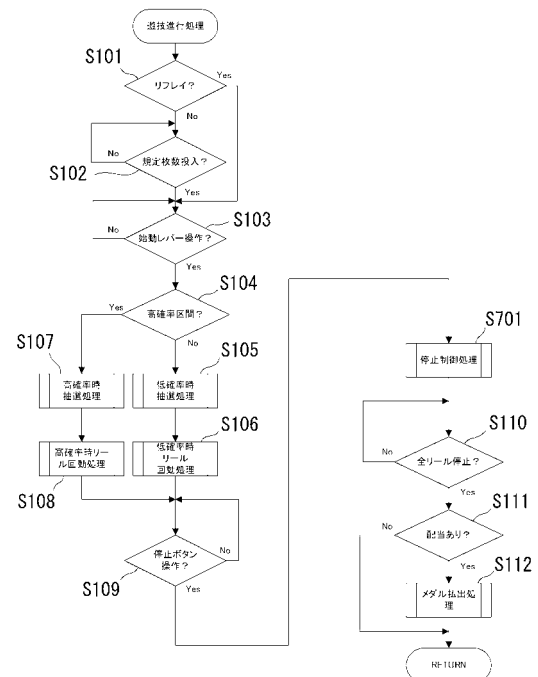 遊技進行処理
S101
リプレイ?
Yes
No
No
規定枚数投入?
S102
Yes
S103
No
始動レバー操作?
Yes
S104
Yes
高確率区間?
No
S107
S105
高確率時
抽選処理
低確率時
抽選処理
S106
高確率時リー
ル回動処理
低確率時
リール
回動処理
S108
停止ボタン
操作?
No
S109
Yes
S701
停止制御処理
S110
全リール停止?
No
Yes
S111
No
配当あり?
Yes
S112
メダル払出処
理
RETURN